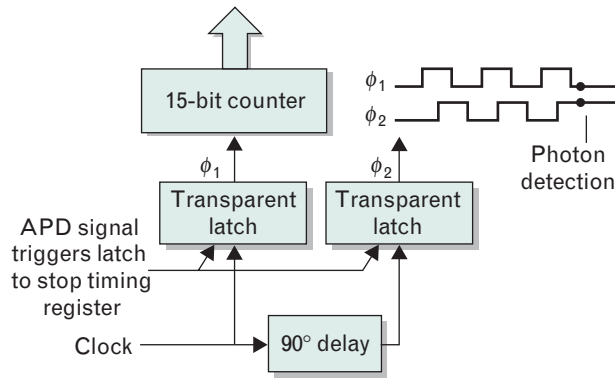 15-bit counter
ϕ1
ϕ2
Photon
detection
ϕ1
ϕ2
Transparent
latch
Transparent
latch
APD signal
triggers latch
to stop timing
register
Clock
90° delay